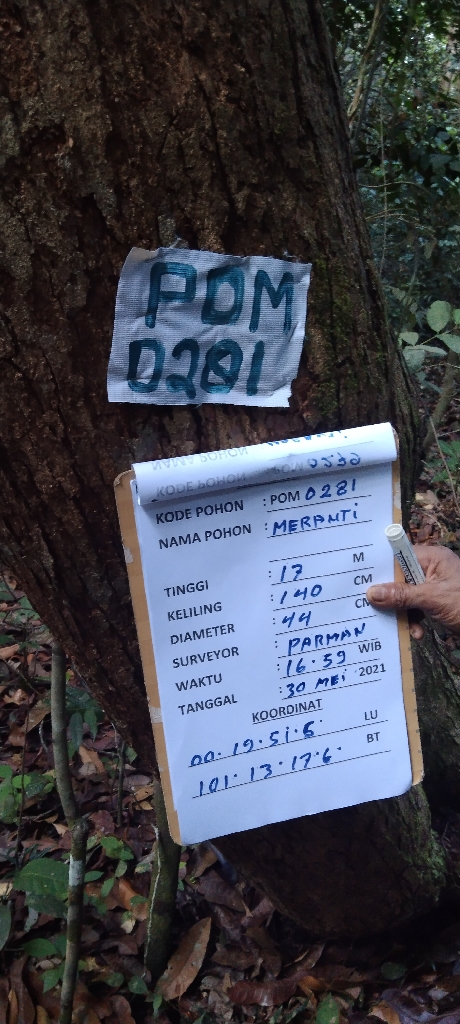 POM
0281
KODE POHON : POM 0281
NAMA POHON : MERANTI
TINGGI : 17 M
KELILING : 140 CM
DIAMETER : 44 CM
SURVEYOR : PARMAN
WAKTU : 16.59 WIB
TANGGAL : 30 MEI 2021
KOORDINAT
00.19.51.6 LU
101.13.17.6 BT